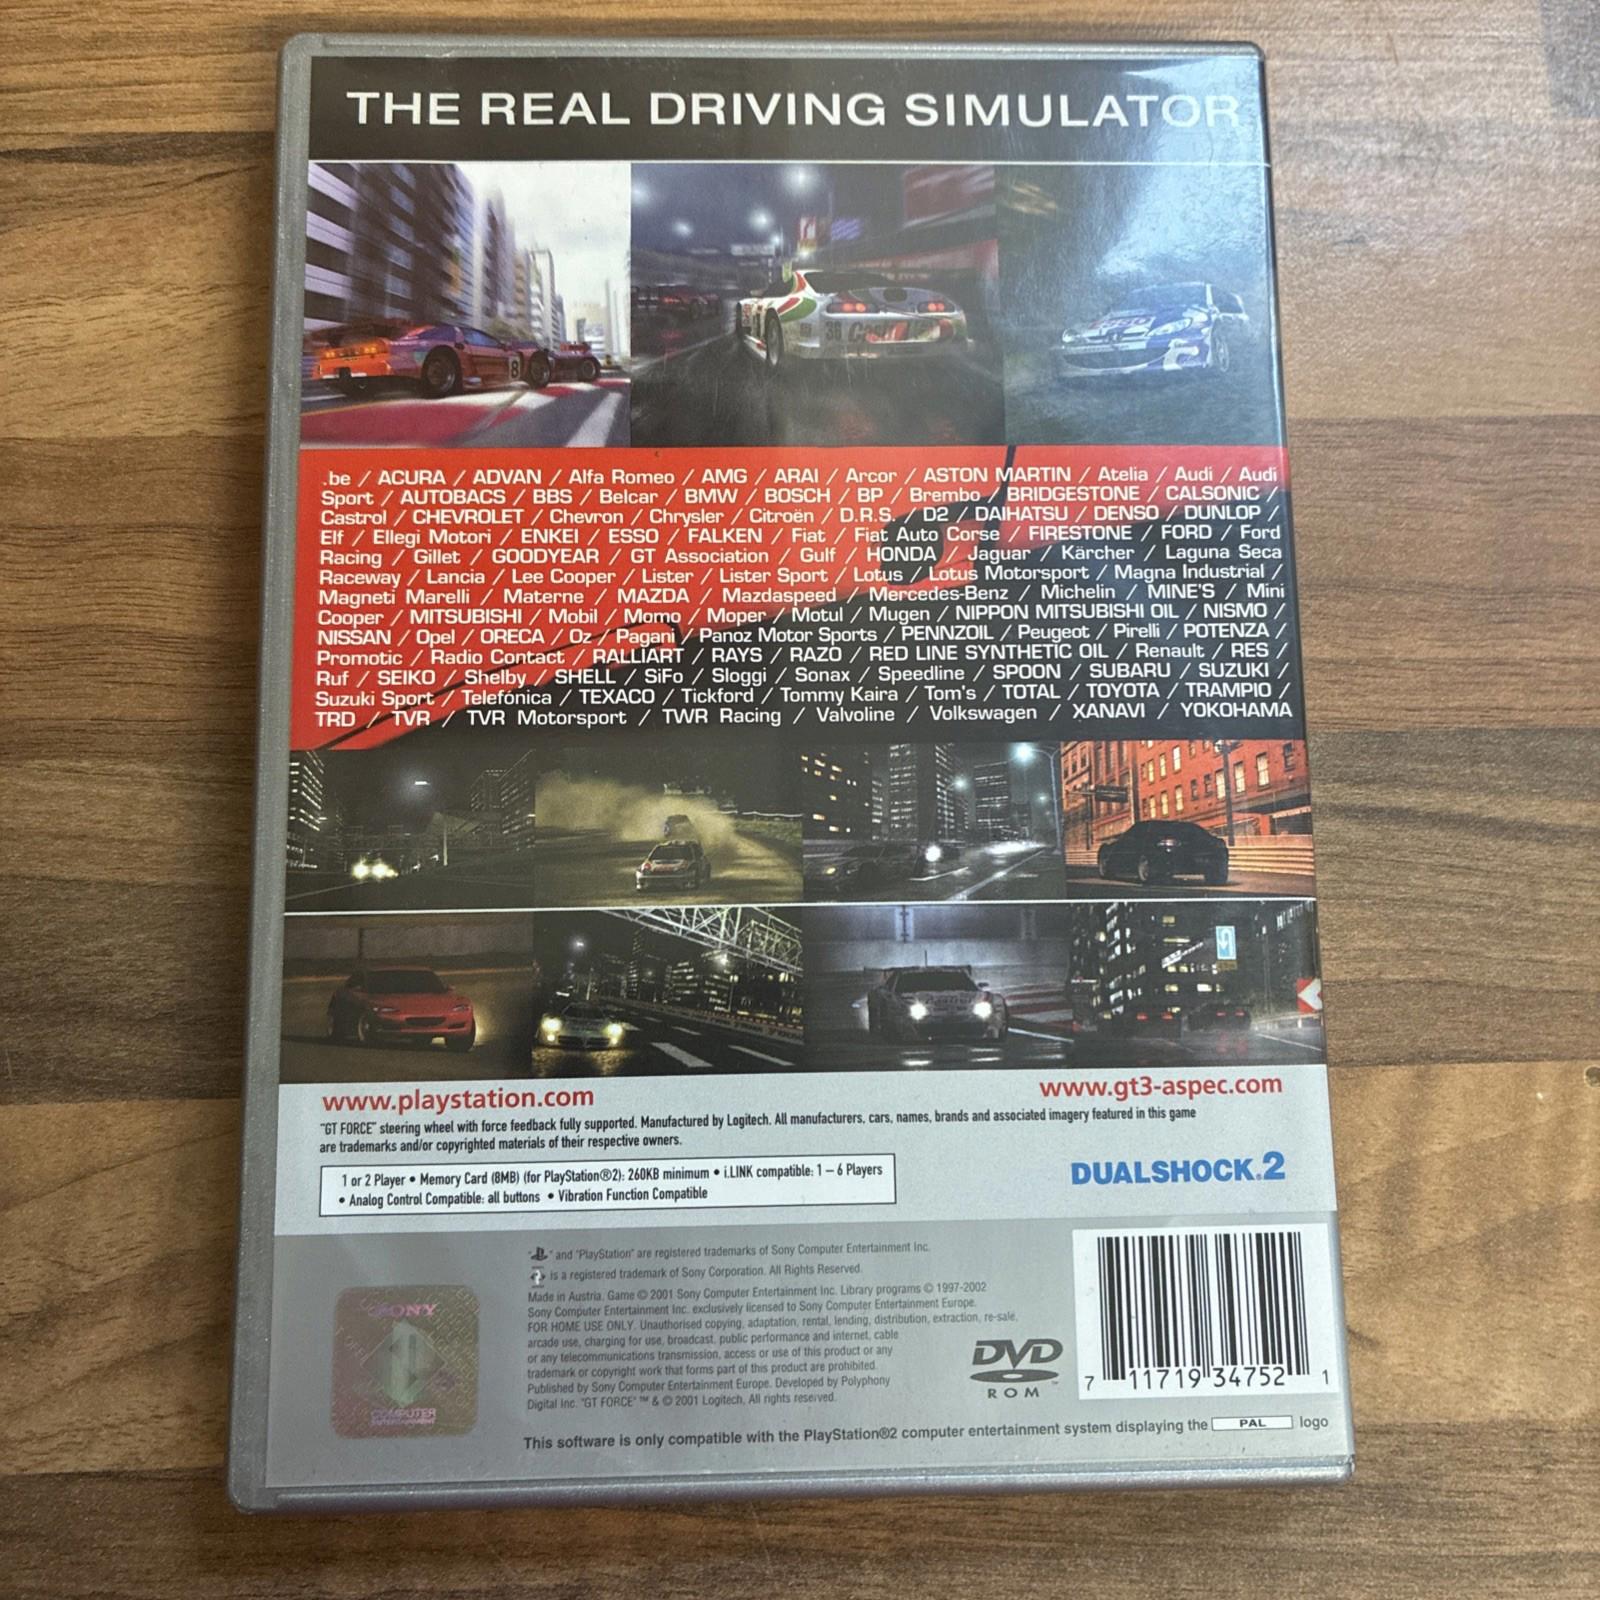 THE REAL DRIVING SIMULATOR
8
36
.be / ACURA / ADVAN / Alfa Romeo / AMG / ARAI / Arcor / ASTON MARTIN / Atelia / Audi / Audi
Sport / AUTOBACS / BBS / Belcar / BMW / BOSCH / BP / Brembo / BRIDGESTONE / CALSONIC /
Castrol / CHEVROLET / Chevron / Chrysler / Citroën / D.R.S. / D2 / DAIHATSU / DENSO / DUNLOP /
Elf / Ellegi Motori / ENKEI / ESSO / FALKEN / Fiat / Fiat Auto Corse / FIRESTONE / FORD / Ford
Racing / Gillet / GOODYEAR / GT Association / Gulf / HONDA / Jaguar / Kärcher / Laguna Seca
Raceway / Lancia / Lee Cooper / Lister / Lister Sport / Lotus / Lotus Motorsport / Magna Industrial /
Magneti Marelli / Materne / MAZDA / Mazdaspeed / Mercedes-Benz / Michelin / MINE'S / Mini
Cooper / MITSUBISHI / Mobil / Momo / Moper / Motul / Mugen / NIPPON MITSUBISHI OIL / NISMO /
NISSAN / Opel / ORECA / Oz / Pagani / Panoz Motor Sports / PENNZOIL / Peugeot / Pirelli / POTENZA /
Promotic / Radio Contact / RALLIART / RAYS / RAZO / RED LINE SYNTHETIC OIL / Renault / RES /
Ruf / SEIKO / Shelby / SHELL / SiFo / Sloggi / Sonax / Speedline / SPOON / SUBARU / SUZUKI /
Suzuki Sport / Telefónica / TEXACO / Tickford / Tommy Kaira / Tom's / TOTAL / TOYOTA / TRAMPIO /
TRD / TVR / TVR Motorsport / TWR Racing / Valvoline / Volkswagen / XANAVI / YOKOHAMA
www.playstation.com
www.gt3-aspec.com
"GT FORCE" steering wheel with force feedback fully supported. Manufactured by Logitech. All manufacturers, cars, names, brands and associated imagery featured in this game
are trademarks and/or copyrighted materials of their respective owners.
1 or 2 Player • Memory Card (8MB) (for PlayStation®2): 260KB minimum • i.LINK compatible: 1 – 6 Players
• Analog Control Compatible: all buttons • Vibration Function Compatible
DUALSHOCK.2
" " and "PlayStation" are registered trademarks of Sony Computer Entertainment Inc.
is a registered trademark of Sony Corporation. All Rights Reserved.
Made in Austria. Game © 2001 Sony Computer Entertainment Inc. Library programs © 1997-2002
Sony Computer Entertainment Inc. exclusively licensed to Sony Computer Entertainment Europe.
FOR HOME USE ONLY. Unauthorised copying, adaptation, rental, lending, distribution, extraction, re-sale,
arcade use, charging for use, broadcast, public performance and internet, cable
or any telecommunications transmission, access or use of this product or any
trademark or copyright work that forms part of this product are prohibited.
Published by Sony Computer Entertainment Europe. Developed by Polyphony
Digital Inc. "GT FORCE" ™ & © 2001 Logitech, All rights reserved.
SONY
COMPUTER
ENTERTAINMENT
DVD™
ROM
7 11719 34752 1
This software is only compatible with the PlayStation®2 computer entertainment system displaying the PAL logo